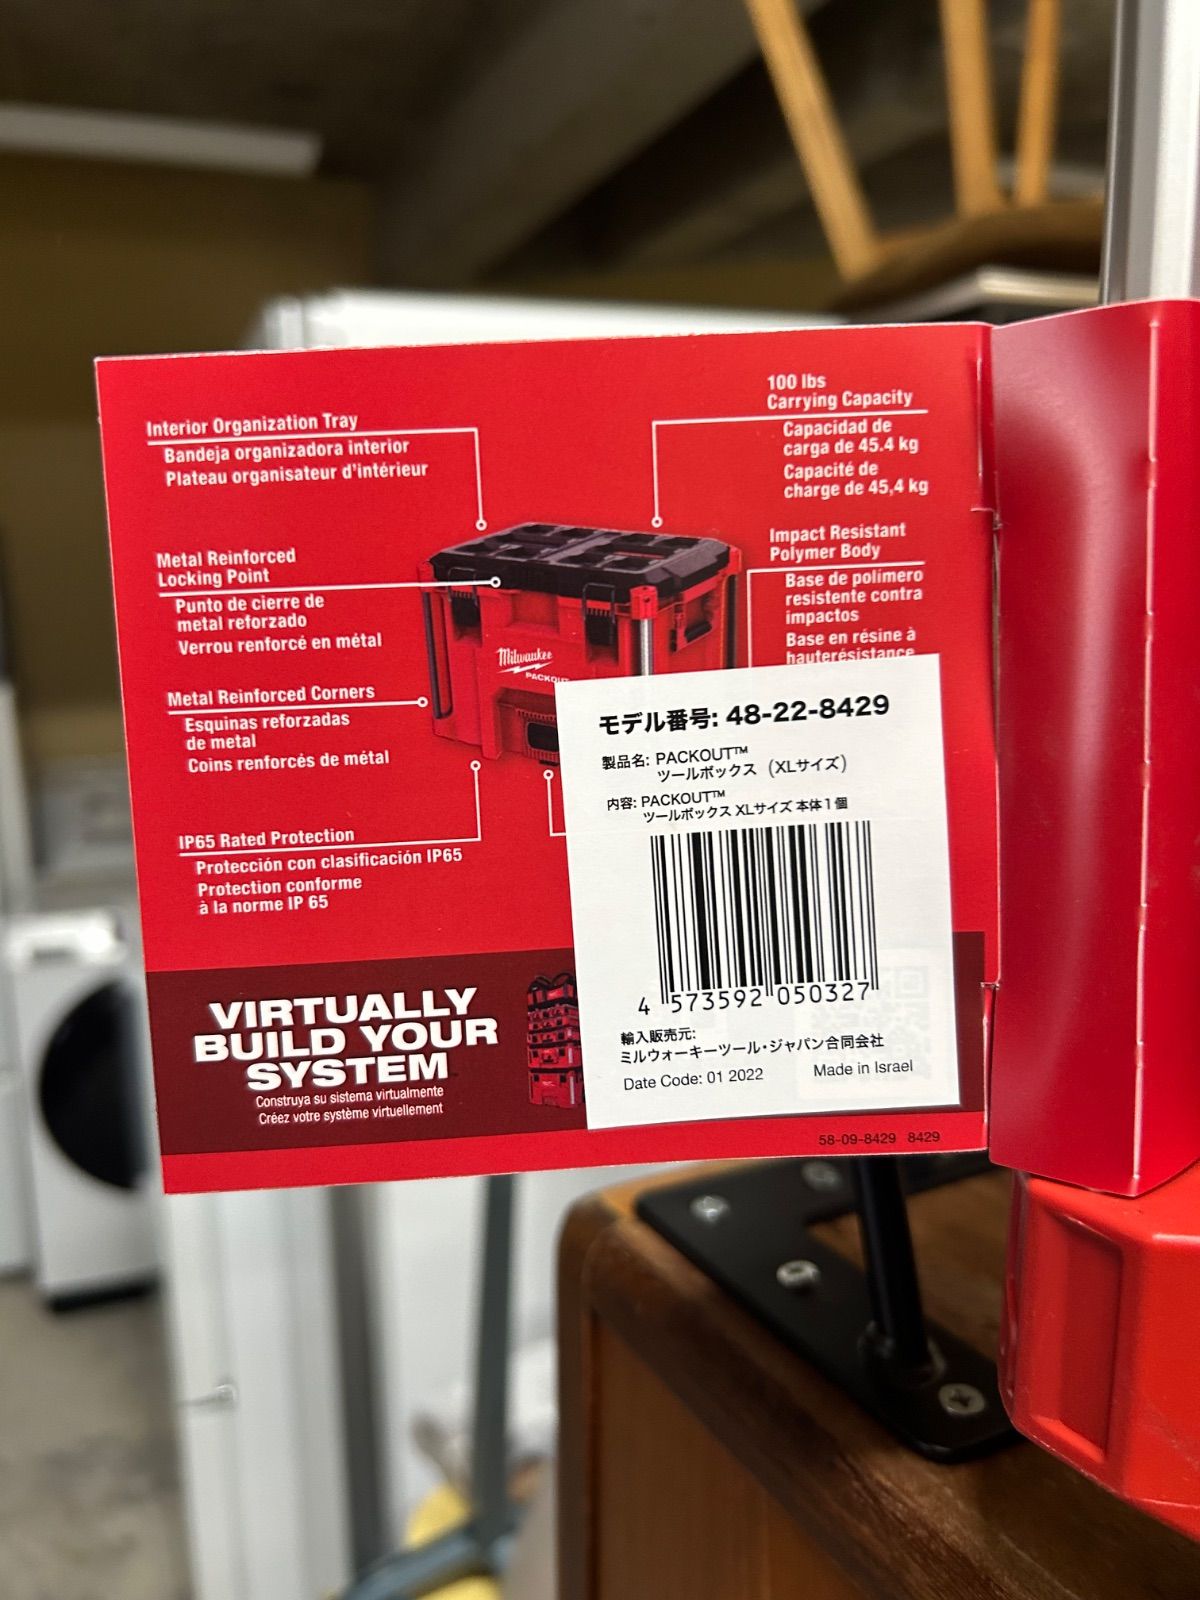 Interior Organization Tray
Bandeja organizadora interior
Plateau organisateur d'intérieur
100 lbs
Carrying Capacity
Capacidad de
carga de 45.4 kg
Capacité de
charge de 45,4 kg
Metal Reinforced
Locking Point
Punto de cierre de
metal reforzado
Verrou renforcé en métal
Impact Resistant
Polymer Body
Base de polímero
resistente contra
impactos
Base en résine à
hauterésistance
Milwaukee
PACKOUT
Metal Reinforced Corners
Esquinas reforzadas
de metal
Coins renforcés de métal
IP65 Rated Protection
Protección con clasificación IP65
Protection conforme
à la norme IP 65
モデル番号: 48-22-8429
製品名: PACKOUT™
ツールボックス (XLサイズ)
内容: PACKOUT™
ツールボックス XLサイズ 本体1個
4 573592 050327
輸入販売元:
ミルウォーキーツール・ジャパン合同会社
Date Code: 01 2022 Made in Israel
VIRTUALLY
BUILD YOUR
SYSTEM
Construya su sistema virtualmente
Créez votre système virtuellement
58-09-8429 8429